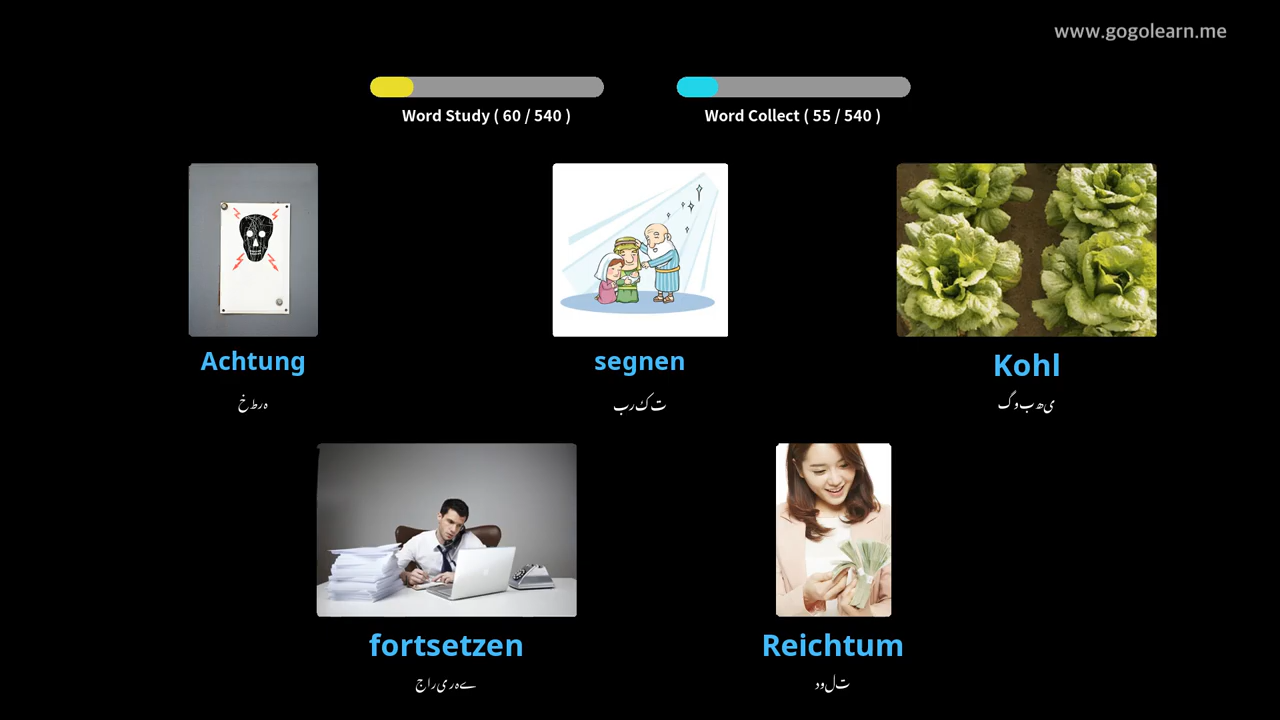 www.gogolearn.me
Word Study ( 60 / 540 )
Word Collect ( 55 / 540 )
Achtung
خطرہ
segnen
برکت
Kohl
گوبھی
fortsetzen
جاری رہے
Reichtum
دولت